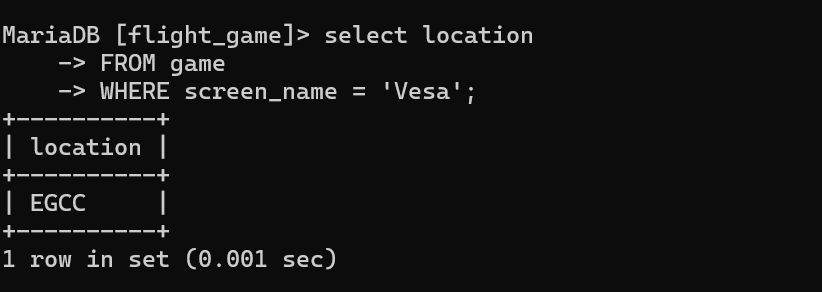 MariaDB [flight_game]> select location
    -> FROM game
    -> WHERE screen_name = 'Vesa';
+----------+
| location |
+----------+
| EGCC     |
+----------+
1 row in set (0.001 sec)